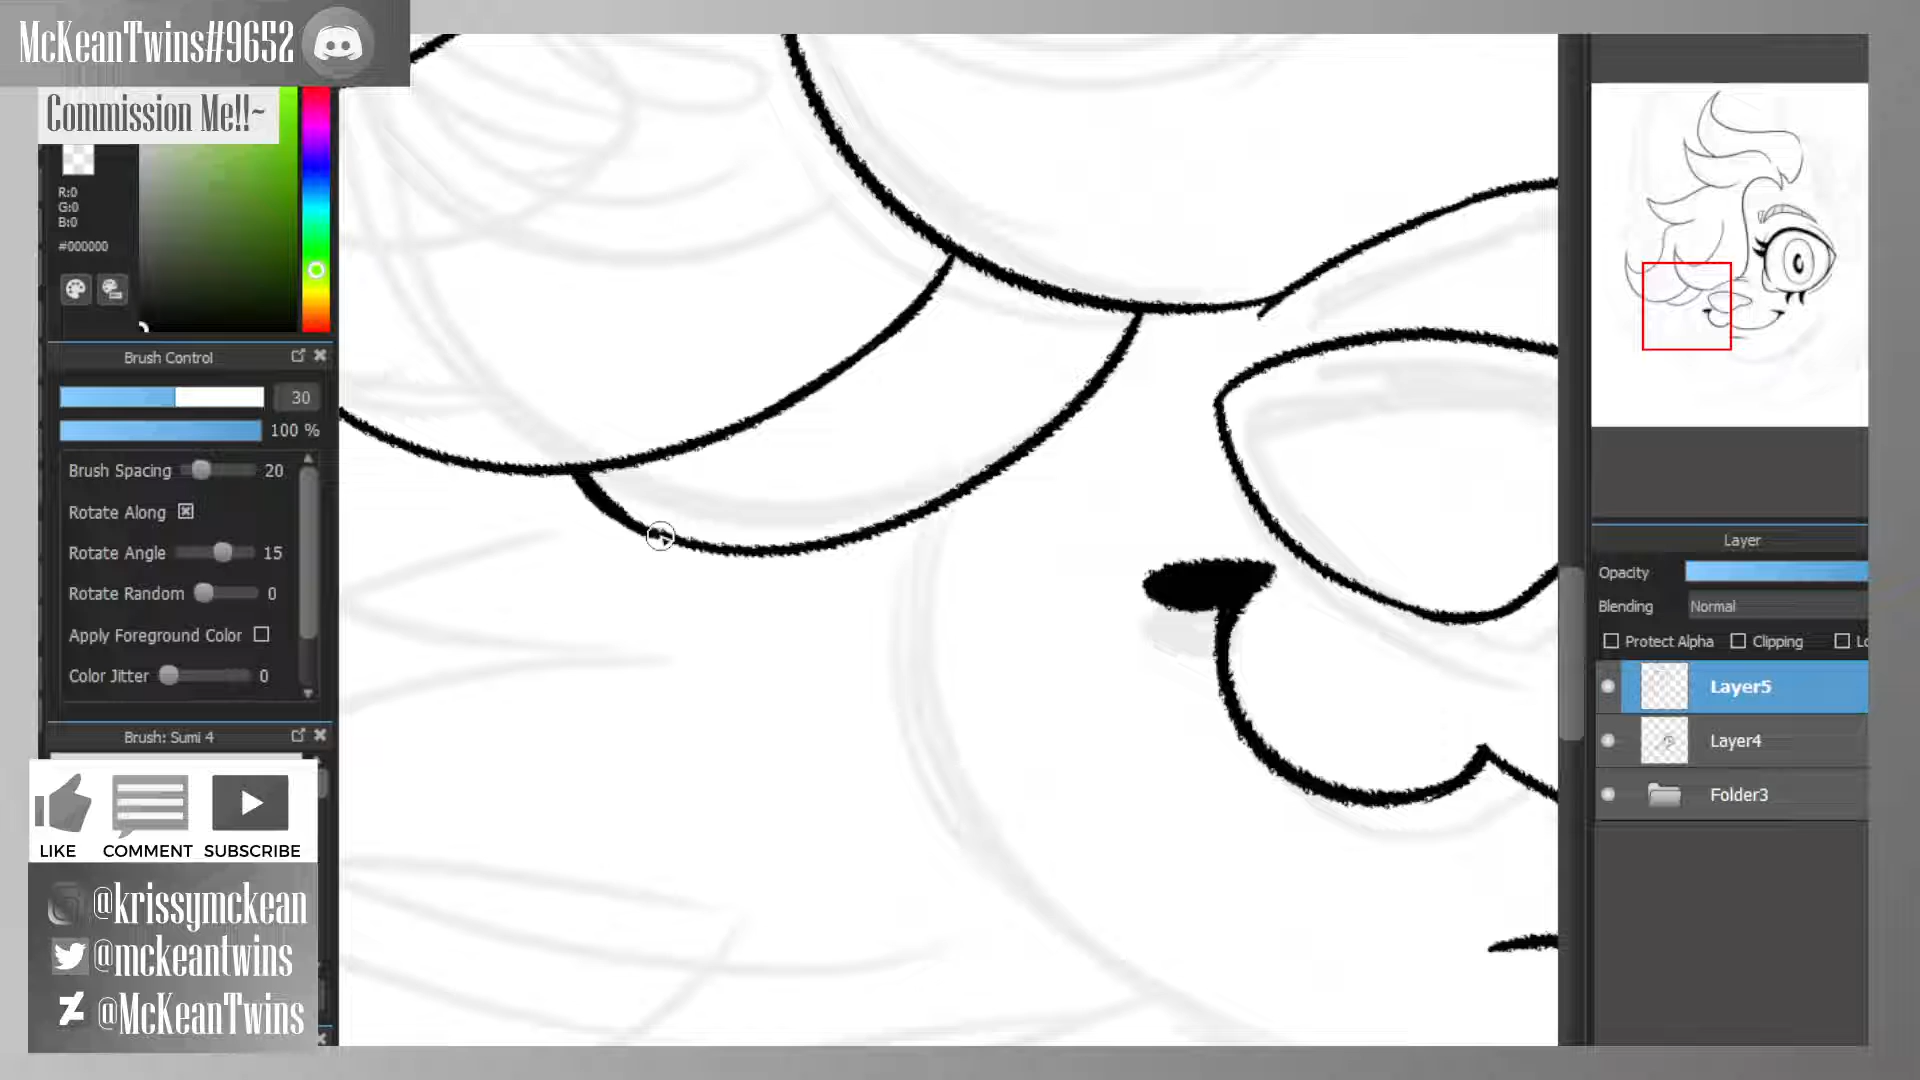 McKeanTwins#9652
Commission Me!!~
R:0
G:0
B:0
#000000
Brush Control
30
100 %
Brush Spacing 20
Rotate Along
Rotate Angle 15
Rotate Random 0
Apply Foreground Color
Color Jitter 0
Brush: Sumi 4
LIKE COMMENT SUBSCRIBE
@krissymckean
@mckeantwins
@McKeanTwins
Layer
Opacity
Blending Normal
Protect Alpha Clipping Lo
Layer5
Layer4
Folder3